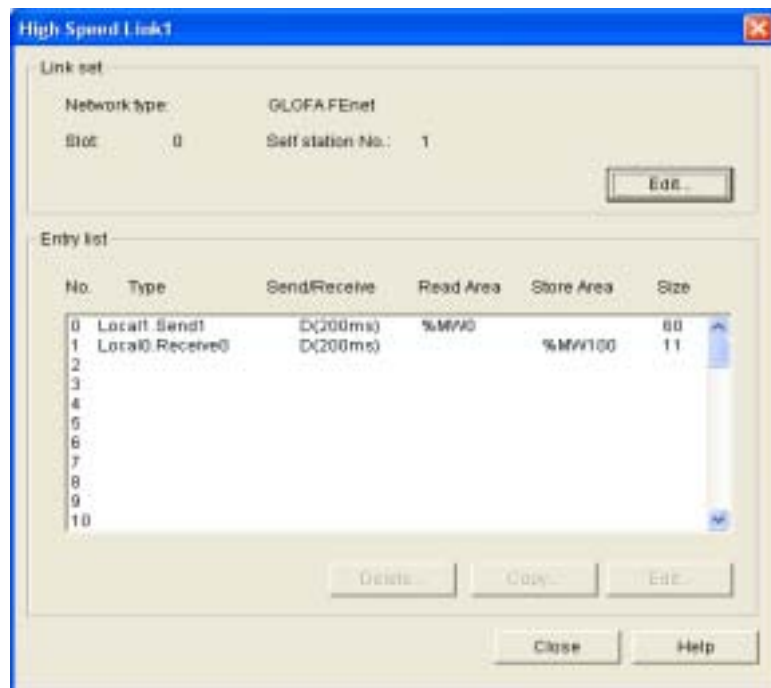 High Speed Link1
Link set
Network type: GLOFA FEnet
Slot: 0 Self station No.: 1
Edit...
Entry list
No. Type Send/Receive Read Area Store Area Size
0 Local1.Send1 D(200ms) %MW0 60
1 Local0.Receive0 D(200ms) %MW100 11
2
3
4
5
6
7
8
9
10
Delete... Copy... Edit...
Close Help